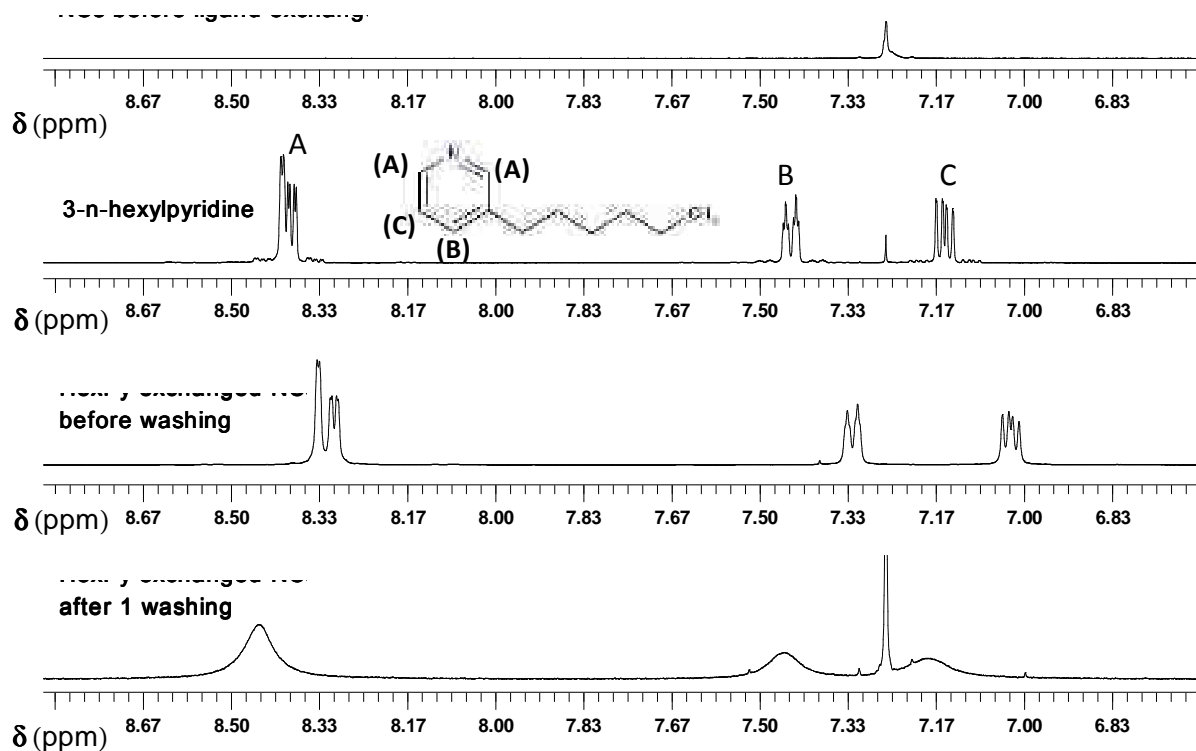 8.67 8.50 8.33 8.17 8.00 7.83 7.67 7.50 7.33 7.17 7.00 6.83
δ (ppm)
A
(A) (A)
B C
3-n-hexylpyridine
(C)
(B)
8.67 8.50 8.33 8.17 8.00 7.83 7.67 7.50 7.33 7.17 7.00 6.83
δ (ppm)
before washing
δ (ppm) 8.67 8.50 8.33 8.17 8.00 7.83 7.67 7.50 7.33 7.17 7.00 6.83
after 1 washing
8.67 8.50 8.33 8.17 8.00 7.83 7.67 7.50 7.33 7.17 7.00 6.83
δ (ppm)